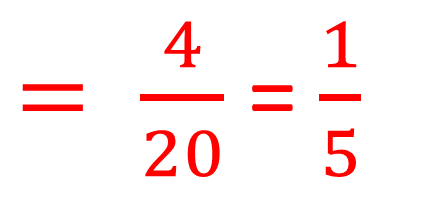 = 4/20 = 1/5